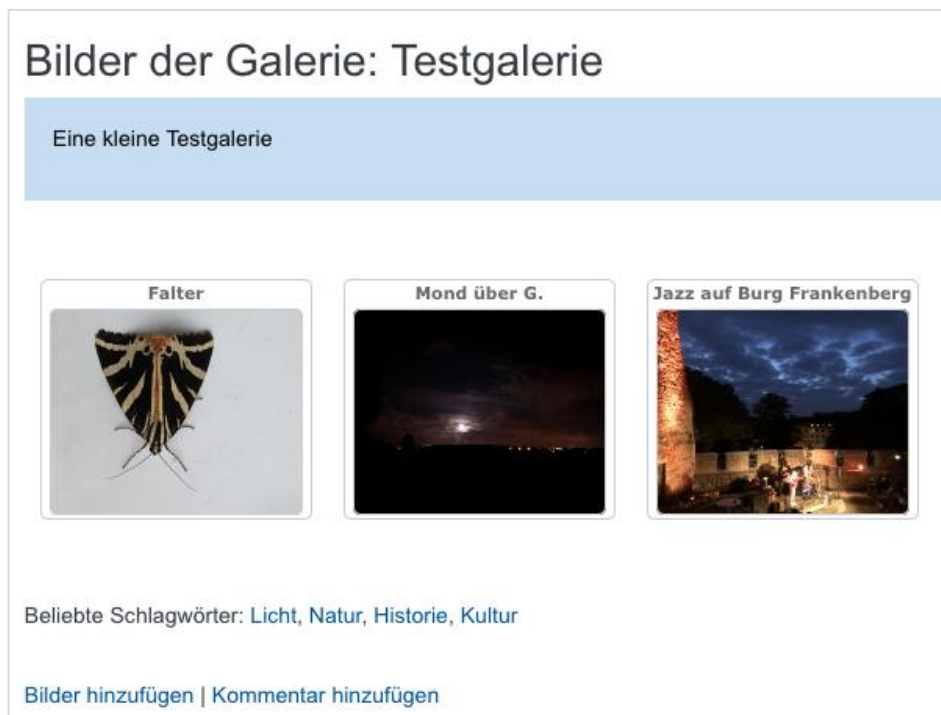 Bilder der Galerie: Testgalerie
Eine kleine Testgalerie
Falter
Mond über G.
Jazz auf Burg Frankenberg
Beliebte Schlagwörter: Licht, Natur, Historie, Kultur
Bilder hinzufügen | Kommentar hinzufügen